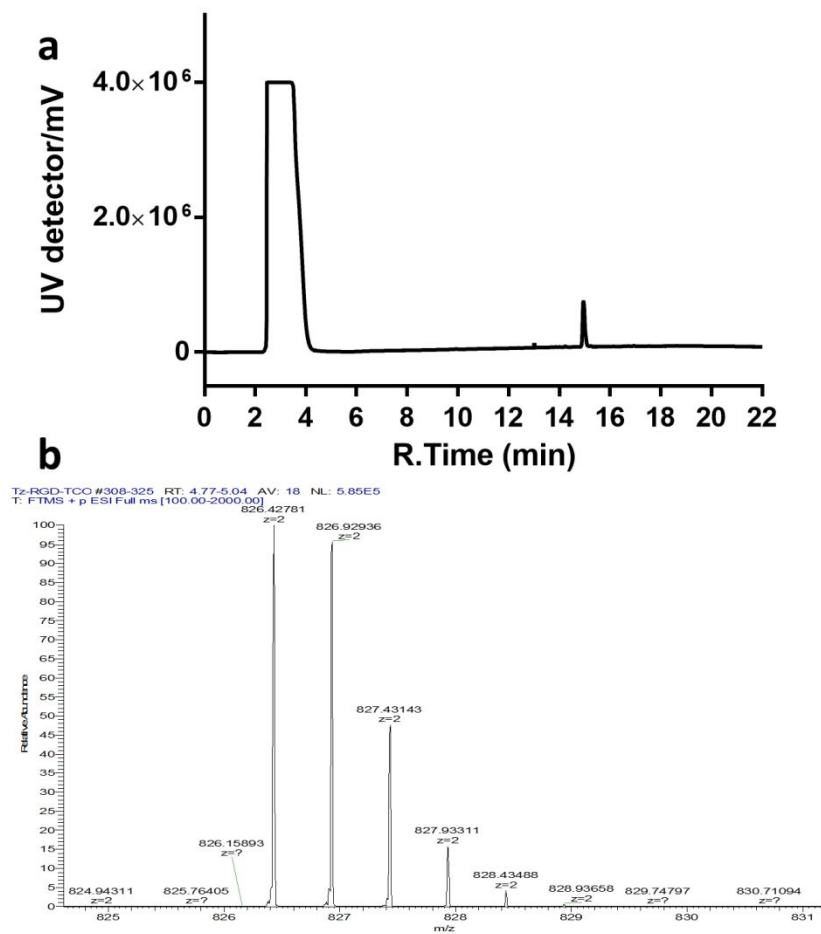 a
UV detector/mV
4.0×10⁶
2.0×10⁶
0
0 2 4 6 8 10 12 14 16 18 20 22
R.Time (min)
b
Tz-RGD-TCO #308-325 RT: 4.77-5.04 AV: 18 NL: 5.85E5
T: FTMS + p ESI Full ms [100.00-2000.00]
826.42781
z=2
826.92936
z=2
827.43143
z=2
827.93311
z=2
828.43488
z=2
826.15893
z=?
824.94311
z=2
825.76405
z=?
828.93658
z=2
829.74797
z=?
830.71094
z=?
100
95
90
85
80
75
70
65
60
55
50
45
40
35
30
25
20
15
10
5
0
Relative Abundance
825 826 827 828 829 830 831
m/z